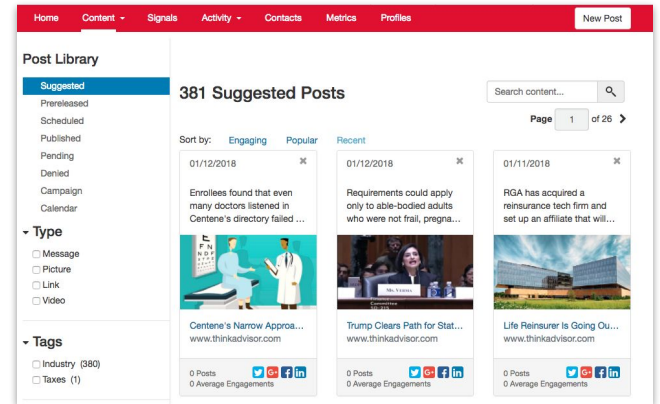 Home Content Signals Activity Contacts Metrics Profiles New Post
Post Library
Suggested
Prereleased
Scheduled
Published
Pending
Denied
Campaign
Calendar
Type
Message
Picture
Link
Video
Tags
Industry (380)
Taxes (1)
381 Suggested Posts
Search content...
Page 1 of 26
Sort by: Engaging Popular Recent
01/12/2018
Enrollees found that even
many doctors listened in
Centene's directory failed ...
E
F N
Centene's Narrow Approa...
www.thinkadvisor.com
0 Posts
0 Average Engagements
01/12/2018
Requirements could apply
only to able-bodied adults
who were not frail, pregna...
Ms. Verma
Committee
SD-215
Trump Clears Path for Stat...
www.thinkadvisor.com
0 Posts
0 Average Engagements
01/11/2018
RGA has acquired a
reinsurance tech firm and
set up an affiliate that will...
Life Reinsurer Is Going Ou...
www.thinkadvisor.com
0 Posts
0 Average Engagements